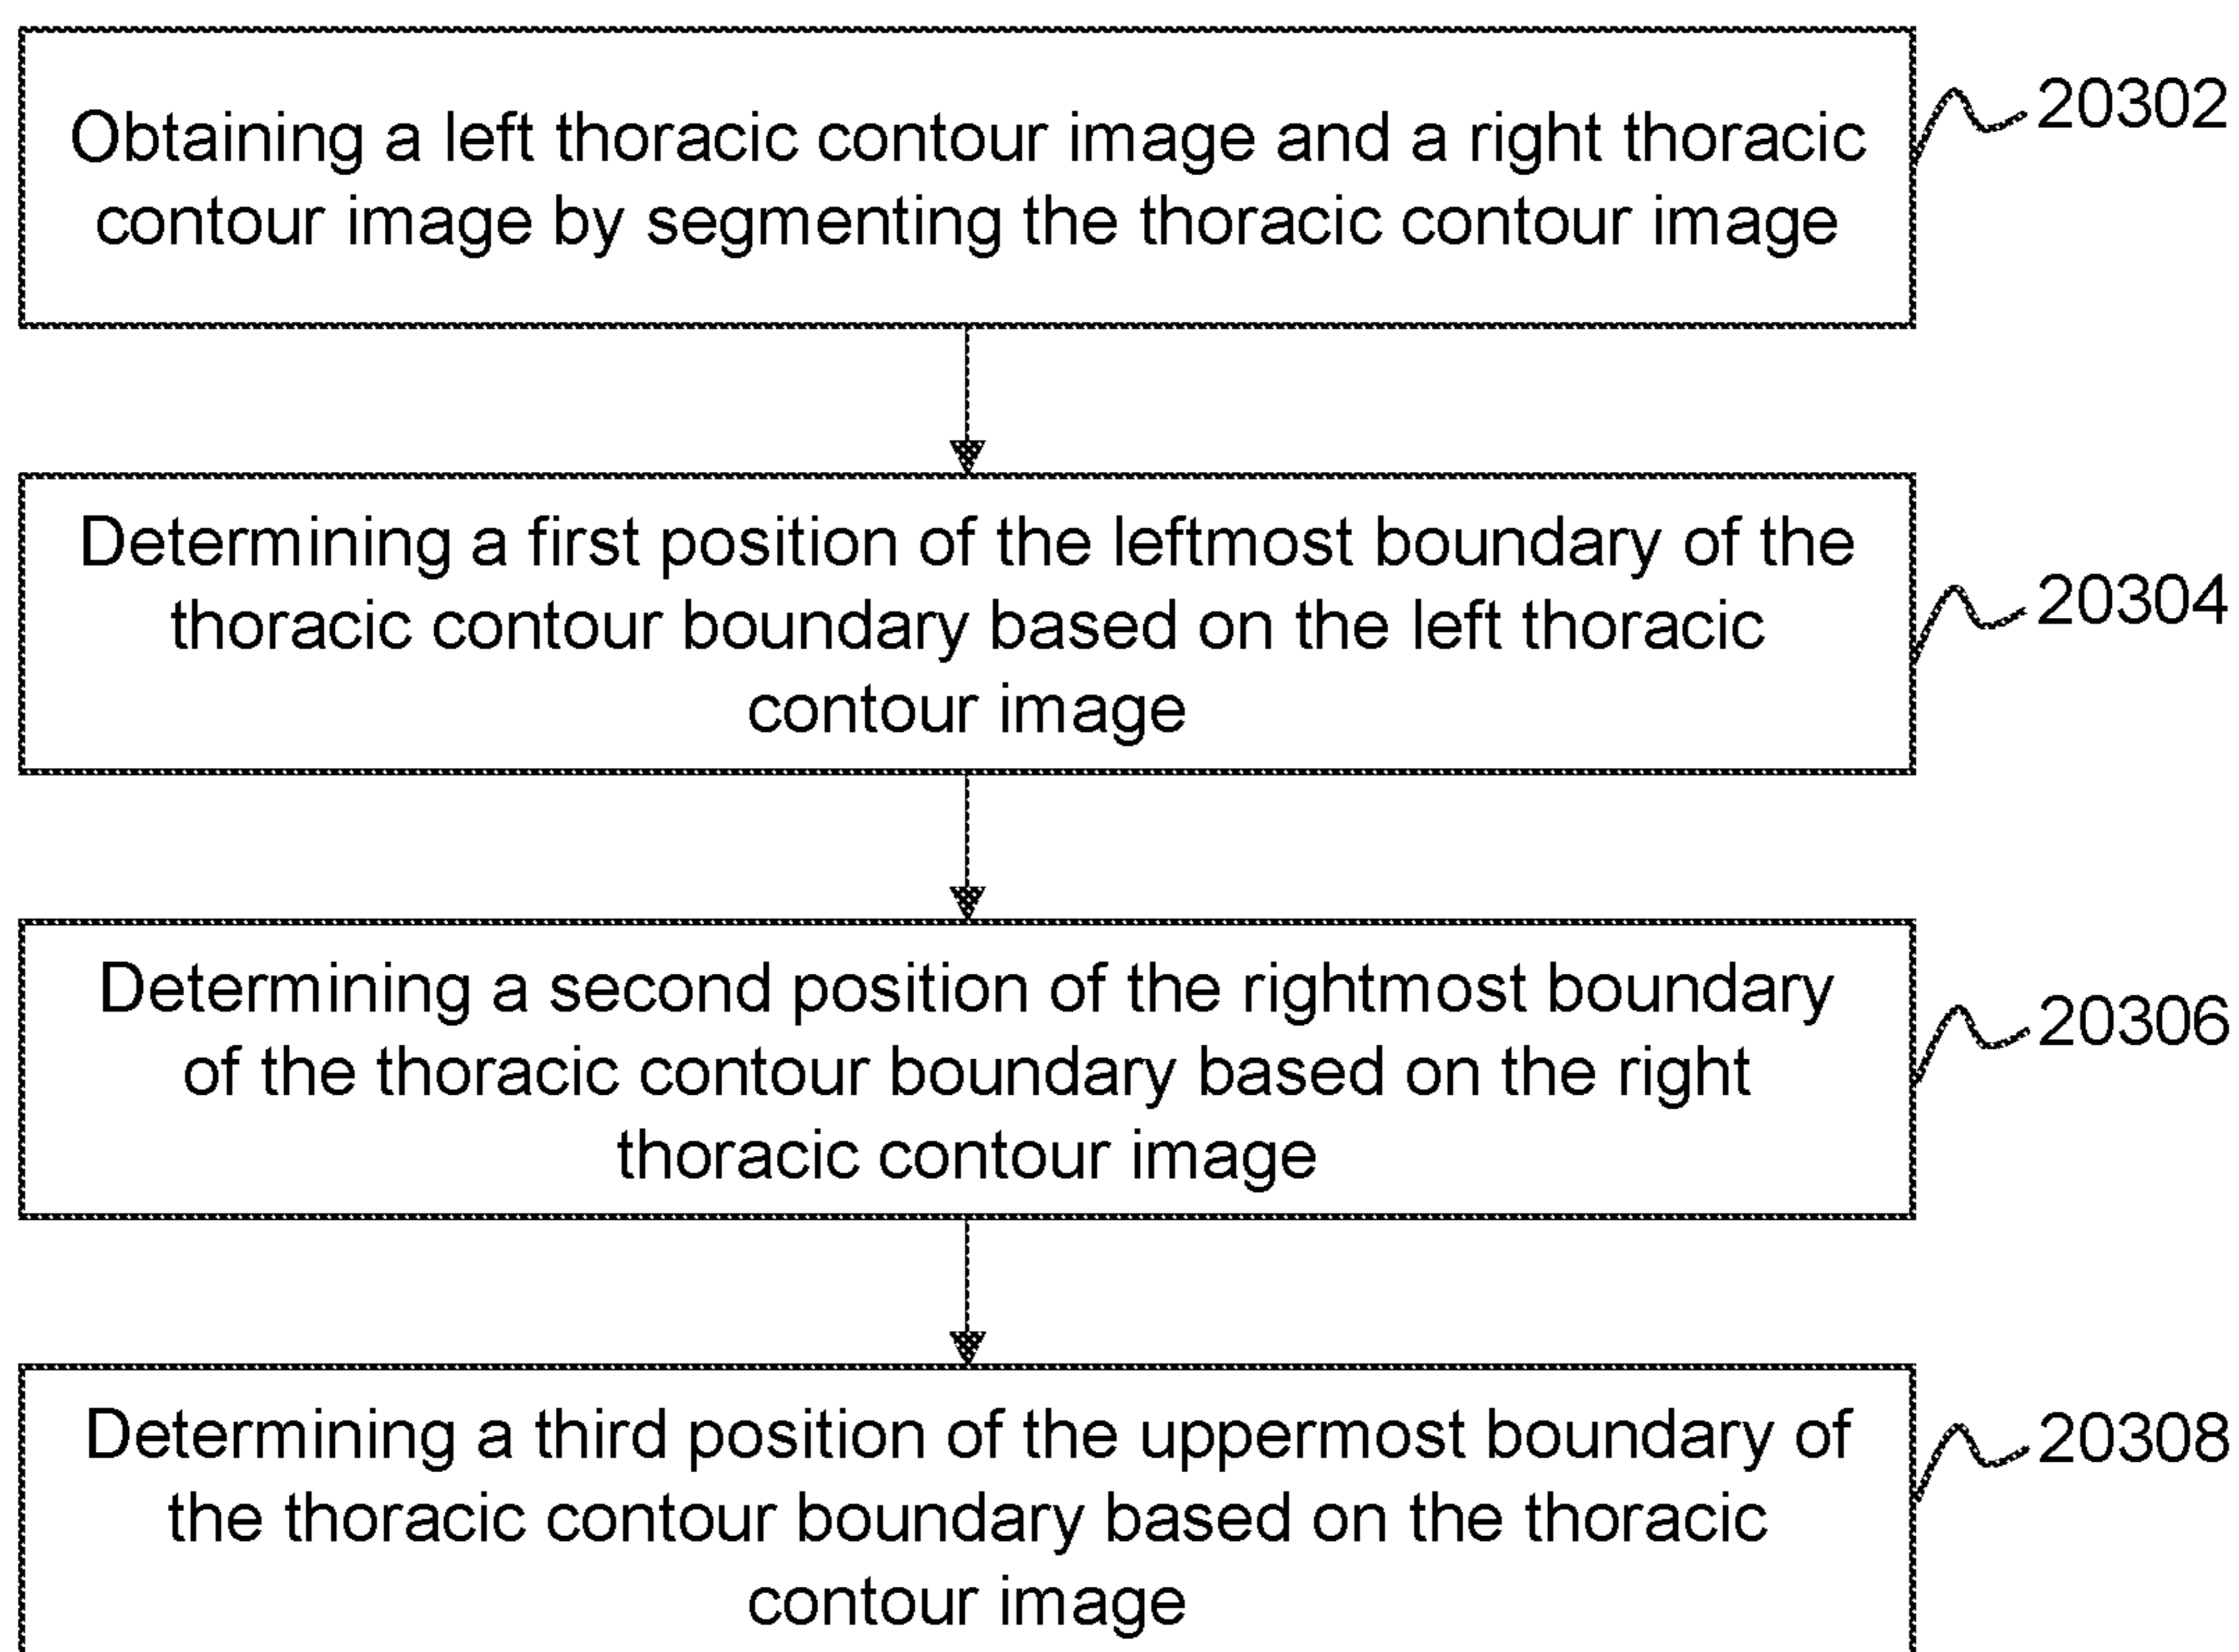 Obtaining a left thoracic contour image and a right thoracic
contour image by segmenting the thoracic contour image
20302
Determining a first position of the leftmost boundary of the
thoracic contour boundary based on the left thoracic
contour image
20304
Determining a second position of the rightmost boundary
of the thoracic contour boundary based on the right
thoracic contour image
20306
Determining a third position of the uppermost boundary of
the thoracic contour boundary based on the thoracic
contour image
20308